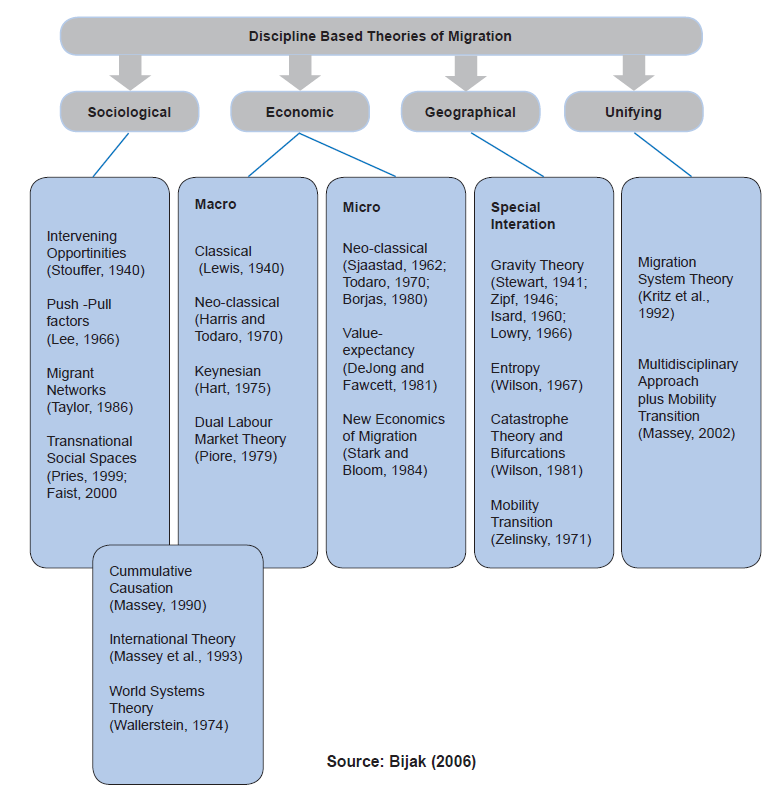 Discipline Based Theories of Migration
Sociological
Economic
Geographical
Unifying
Intervening
Opportinities
(Stouffer, 1940)
Push -Pull
factors
(Lee, 1966)
Migrant
Networks
(Taylor, 1986)
Transnational
Social Spaces
(Pries, 1999;
Faist, 2000
Macro
Classical
(Lewis, 1940)
Neo-classical
(Harris and
Todaro, 1970)
Keynesian
(Hart, 1975)
Dual Labour
Market Theory
(Piore, 1979)
Micro
Neo-classical
(Sjaastad, 1962;
Todaro, 1970;
Borjas, 1980)
Value-
expectancy
(DeJong and
Fawcett, 1981)
New Economics
of Migration
(Stark and
Bloom, 1984)
Special
Interation
Gravity Theory
(Stewart, 1941;
Zipf, 1946;
Isard, 1960;
Lowry, 1966)
Entropy
(Wilson, 1967)
Catastrophe
Theory and
Bifurcations
(Wilson, 1981)
Mobility
Transition
(Zelinsky, 1971)
Migration
System Theory
(Kritz et al.,
1992)
Multidisciplinary
Approach
plus Mobility
Transition
(Massey, 2002)
Cummulative
Causation
(Massey, 1990)
International Theory
(Massey et al., 1993)
World Systems
Theory
(Wallerstein, 1974)
Source: Bijak (2006)